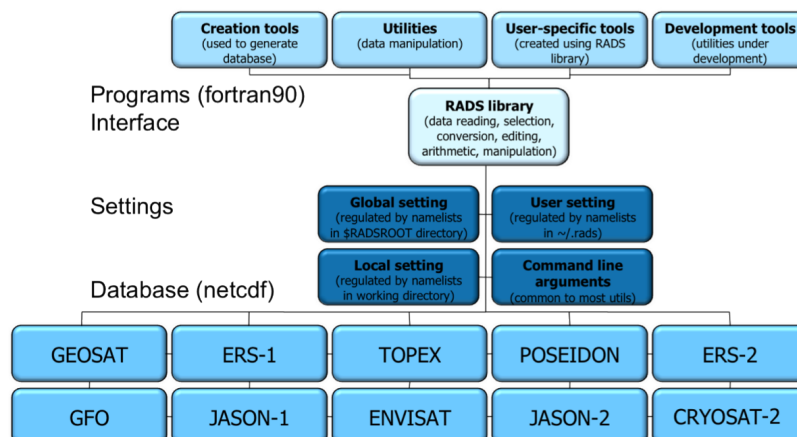 Creation tools
(used to generate
database)
Utilities
(data manipulation)
User-specific tools
(created using RADS
library)
Development tools
(utilities under
development)
Programs (fortran90)
Interface
RADS library
(data reading, selection,
conversion, editing,
arithmetic, manipulation)
Settings
Global setting
(regulated by namelists
in $RADSROOT directory)
User setting
(regulated by namelists
in ~/.rads)
Local setting
(regulated by namelists
in working directory)
Command line
arguments
(common to most utils)
Database (netcdf)
GEOSAT
ERS-1
TOPEX
POSEIDON
ERS-2
GFO
JASON-1
ENVISAT
JASON-2
CRYOSAT-2